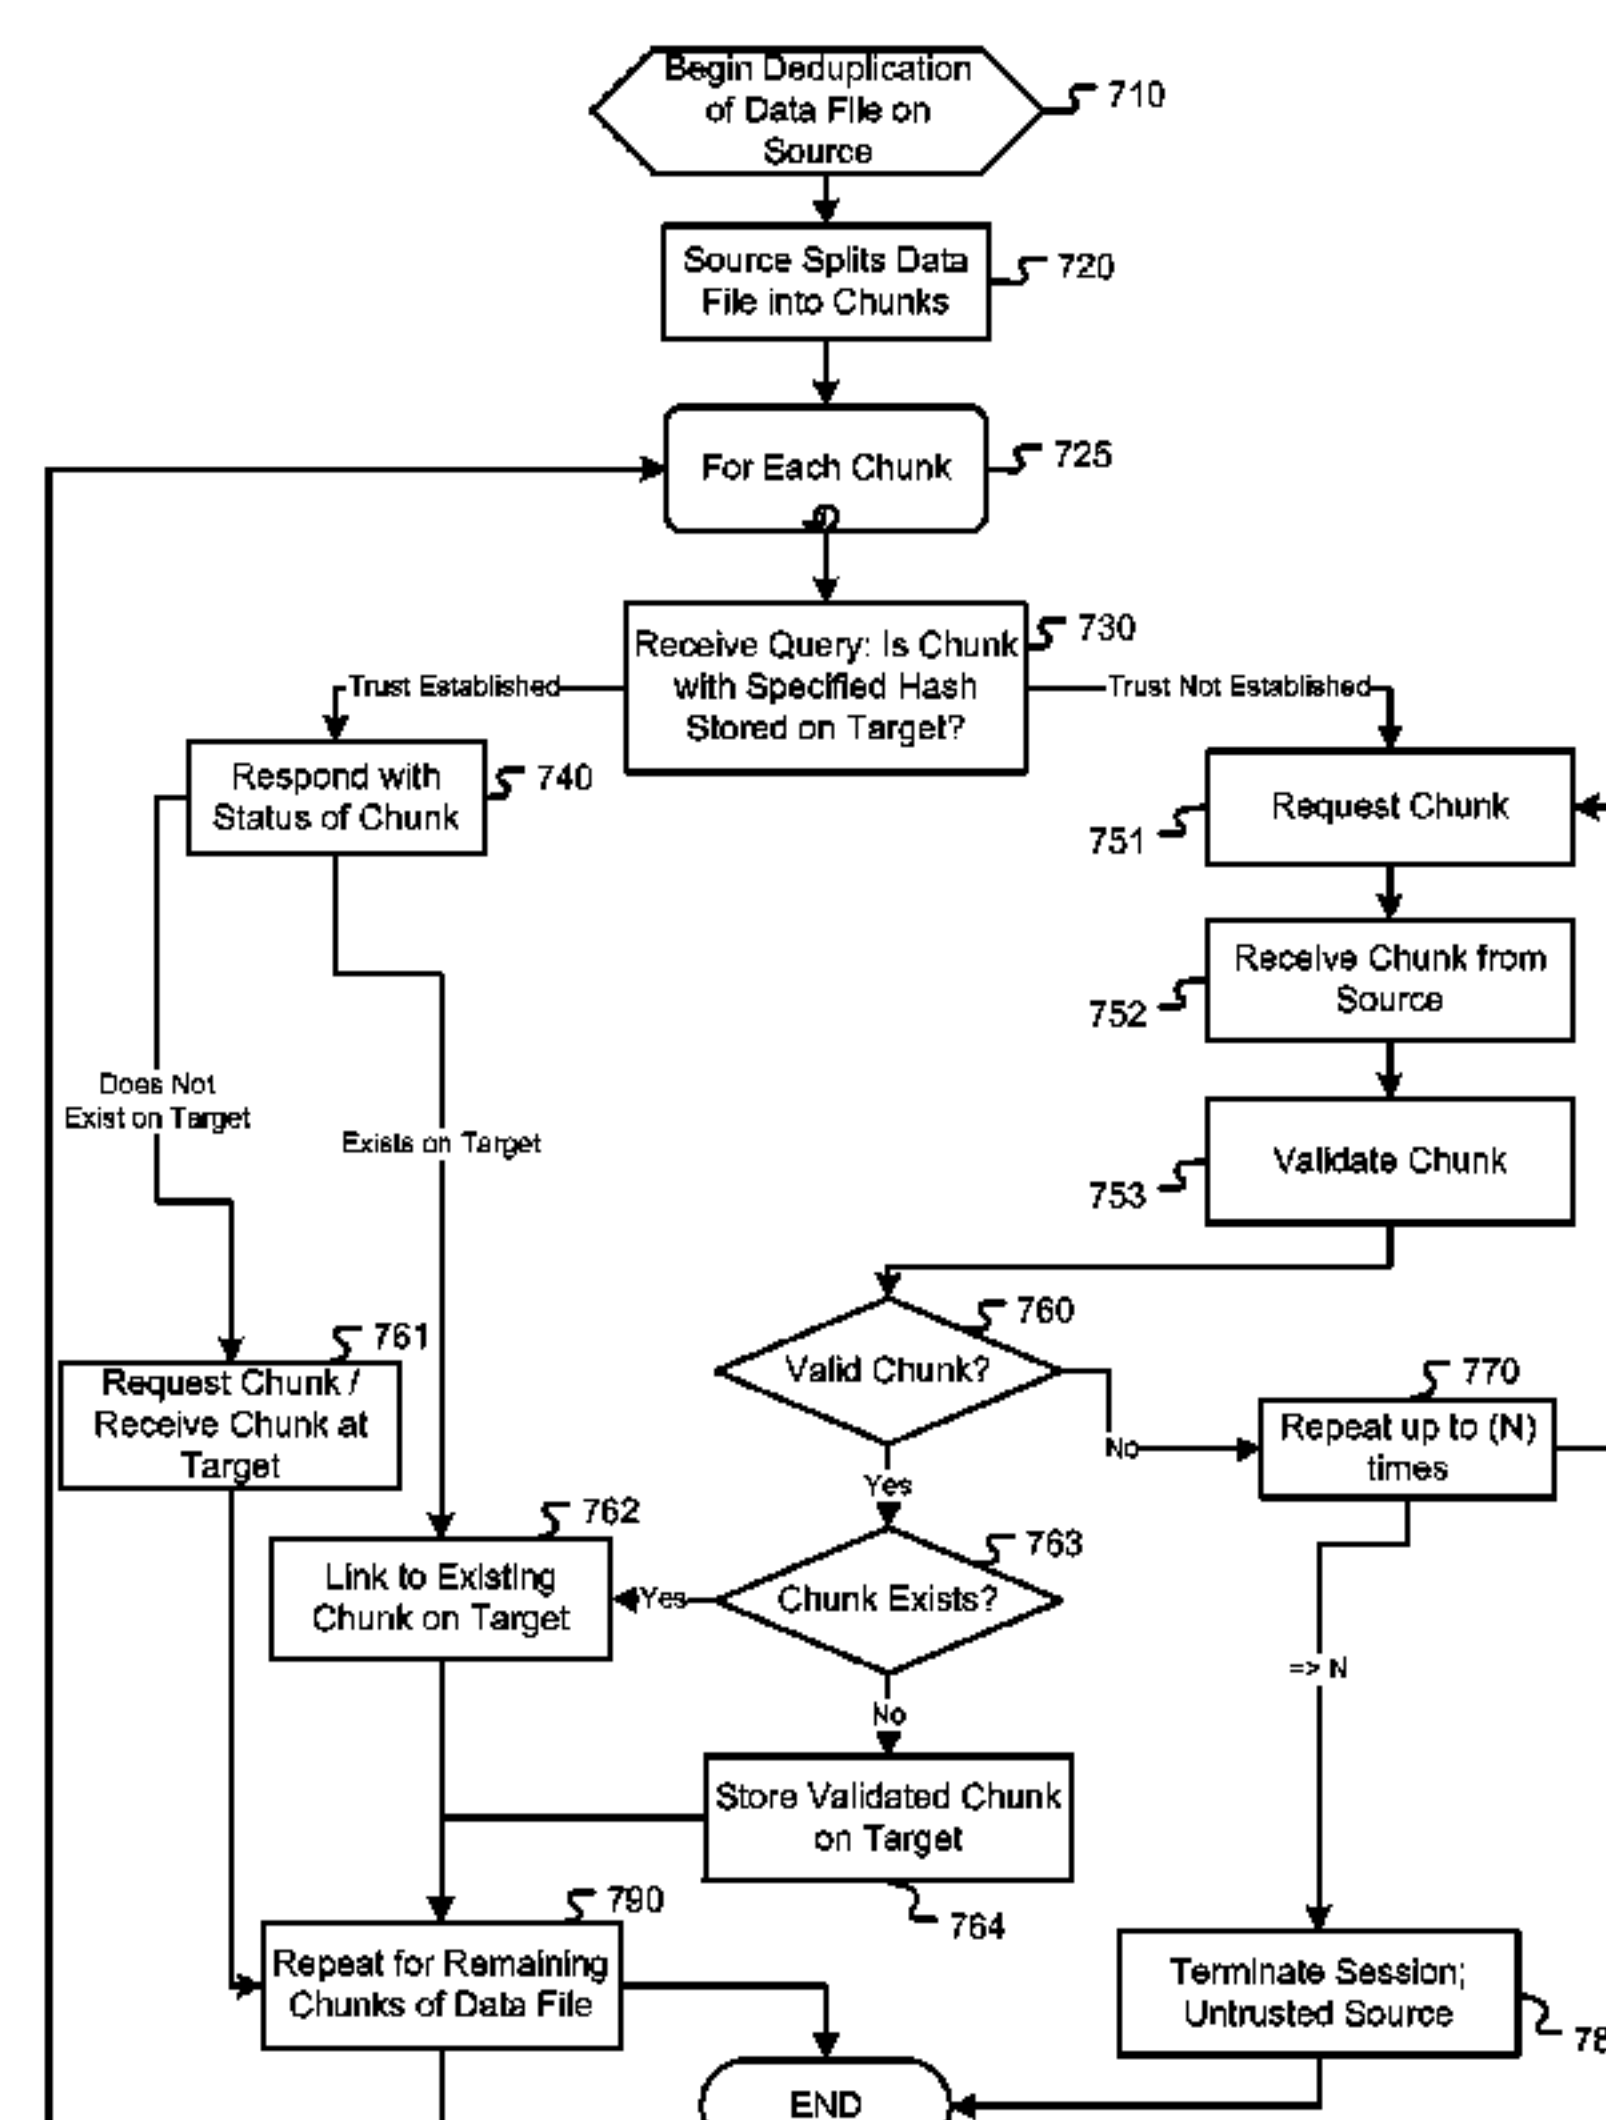 Begin Deduplication
of Data File on
Source
710
Source Splits Data
File into Chunks
720
For Each Chunk
725
Receive Query: Is Chunk
with Specified Hash
Stored on Target?
730
Trust Established
Trust Not Established
Respond with
Status of Chunk
740
Request Chunk
751
Receive Chunk from
Source
752
Does Not
Exist on Target
Exists on Target
Validate Chunk
753
Valid Chunk?
760
Request Chunk /
Receive Chunk at
Target
761
No
Repeat up to (N)
times
770
Yes
Link to Existing
Chunk on Target
762
Yes
Chunk Exists?
763
=> N
No
Store Validated Chunk
on Target
764
Repeat for Remaining
Chunks of Data File
790
Terminate Session;
Untrusted Source
78
END